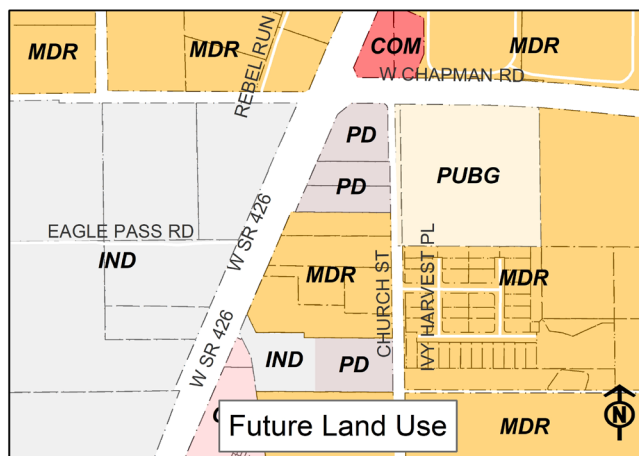 COM
MDR
MDR
MDR
REBEL RUN
W CHAPMAN RD
PD
PD
PUBG
EAGLE PASS RD
IND
W SR 426
MDR
MDR
CHURCH ST
IVY HARVEST PL
W SR 426
IND
PD
Future Land Use
MDR
N